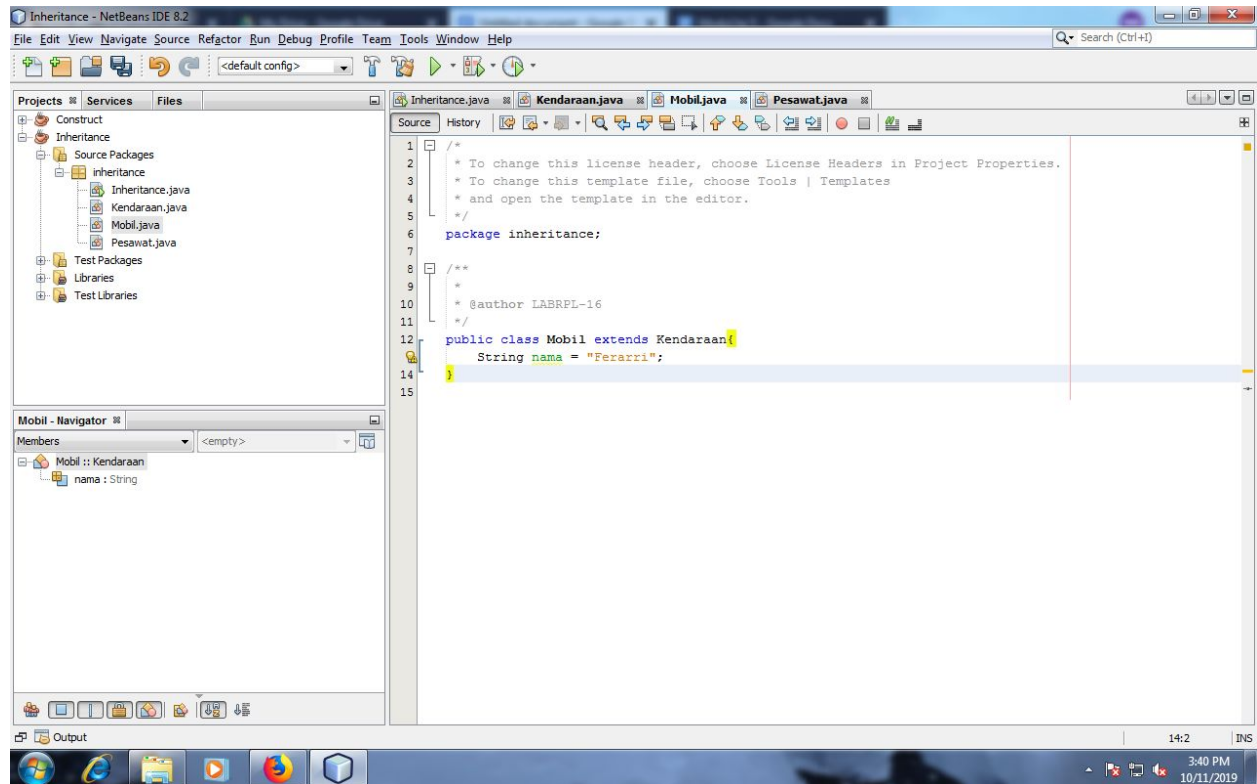 Inheritance - NetBeans IDE 8.2
File Edit View Navigate Source Refactor Run Debug Profile Team Tools Window Help
Search (Ctrl+I)
<default config>
Projects Services Files
Construct
Inheritance
Source Packages
inheritance
Inheritance.java
Kendaraan.java
Mobil.java
Pesawat.java
Test Packages
Libraries
Test Libraries
Mobil - Navigator
Members <empty>
Mobil :: Kendaraan
nama : String
Inheritance.java Kendaraan.java Mobil.java Pesawat.java
Source History
1 /*
2 * To change this license header, choose License Headers in Project Properties.
3 * To change this template file, choose Tools | Templates
4 * and open the template in the editor.
5 */
6 package inheritance;
7
8 /**
9 *
10 * @author LABRPL-16
11 */
12 public class Mobil extends Kendaraan{
String nama = "Ferarri";
14 }
15
Output
14:2 INS
3:40 PM
10/11/2019